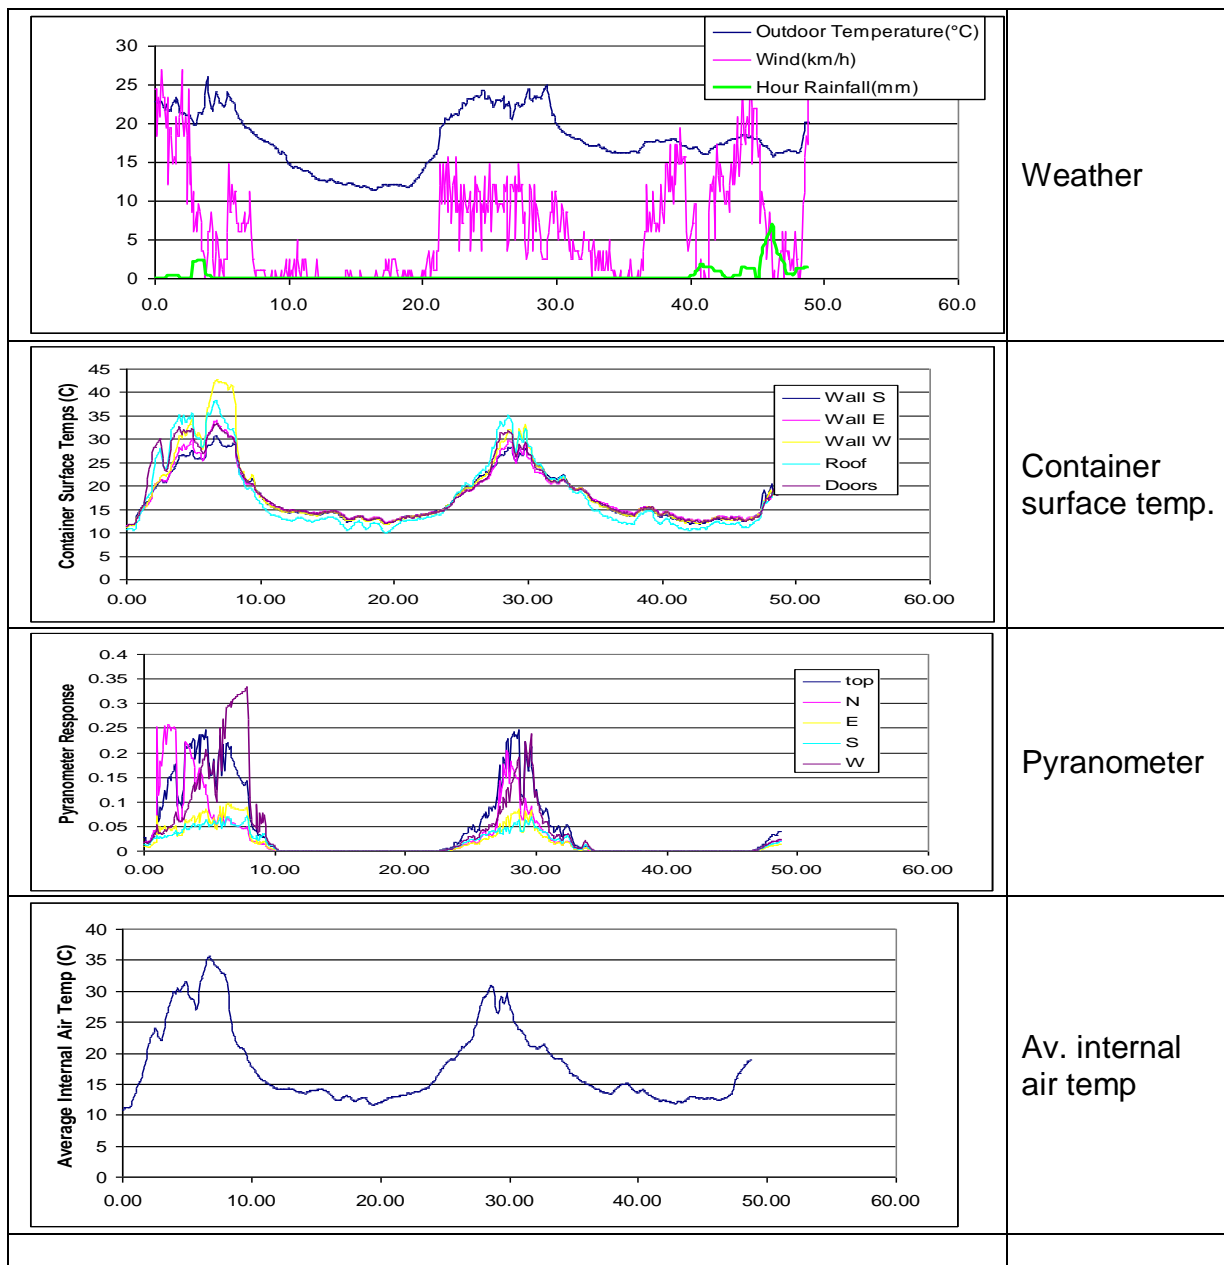 Outdoor Temperature(°C)
Wind(km/h)
Hour Rainfall(mm)
30
25
20
15
10
5
0
0.0 10.0 20.0 30.0 40.0 50.0 60.0
Weather
Container Surface Temps (C)
45
40
35
30
25
20
15
10
5
0
0.00 10.00 20.00 30.00 40.00 50.00 60.00
Wall S
Wall E
Wall W
Roof
Doors
Container
surface temp.
Pyranometer Response
0.4
0.35
0.3
0.25
0.2
0.15
0.1
0.05
0
0.00 10.00 20.00 30.00 40.00 50.00 60.00
top
N
E
S
W
Pyranometer
Average Internal Air Temp (C)
40
35
30
25
20
15
10
5
0
0.00 10.00 20.00 30.00 40.00 50.00 60.00
Av. internal
air temp